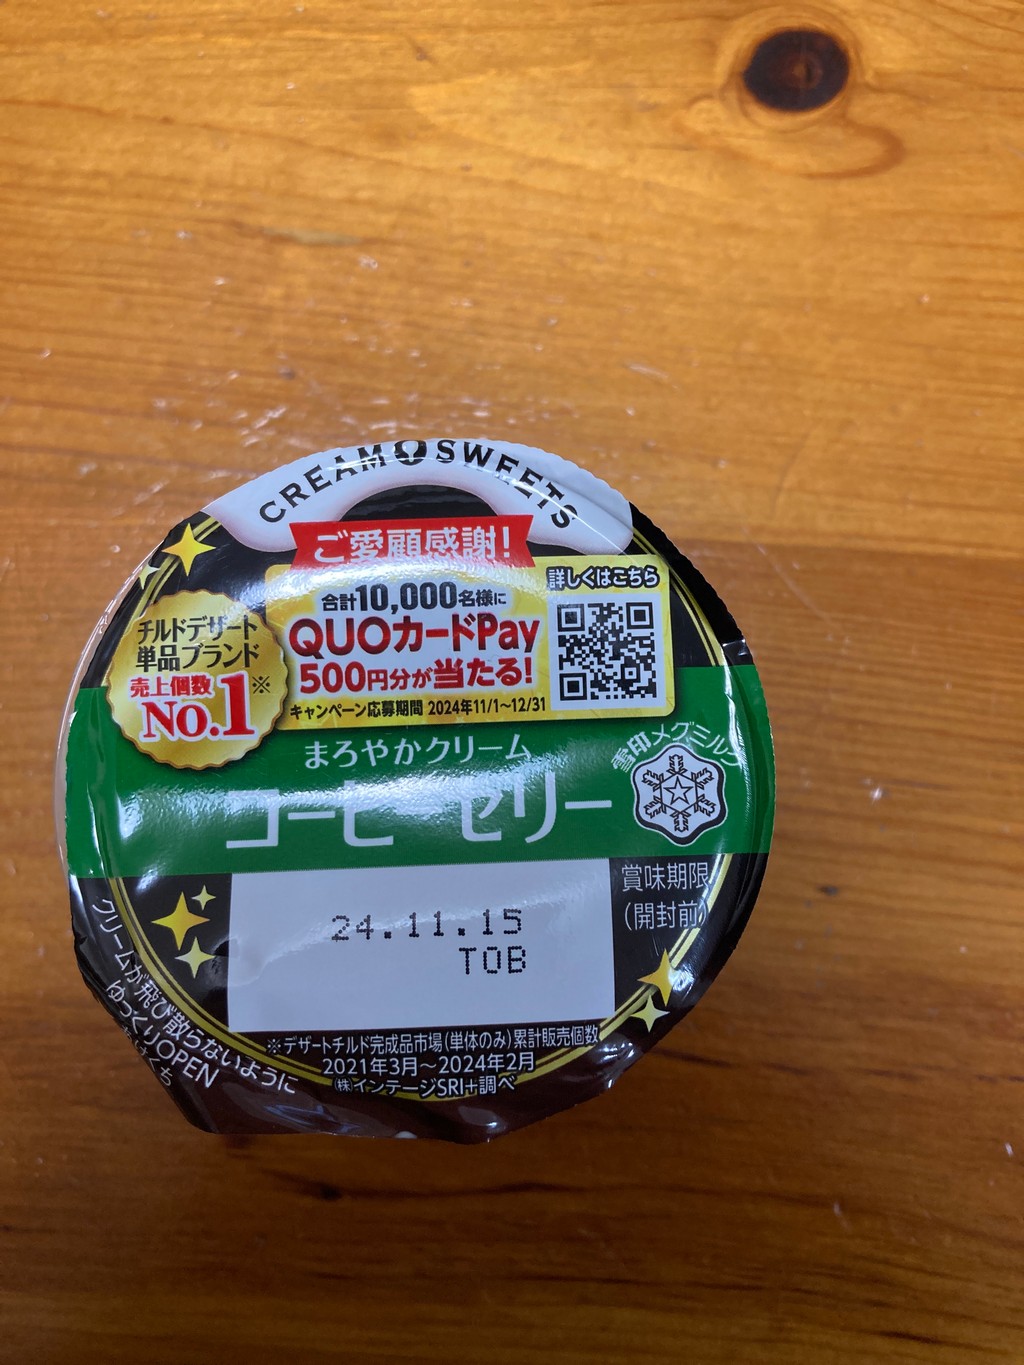 CREAM SWEETS
ご愛顧感謝!
合計10,000名様に
QUOカードPay
500円分が当たる!
キャンペーン応募期間 2024年11/1〜12/31
詳しくはこちら
チルドデザート
単品ブランド
売上個数
No.1※
まろやかクリーム
コーヒーゼリー
雪印メグミルク
賞味期限
(開封前)
24.11.15
TOB
※デザートチルド完成品市場(単体のみ)累計販売個数
2021年3月〜2024年2月
㈱インテージSRI+調べ
クリームが飛び散らないように
ゆっくりOPEN